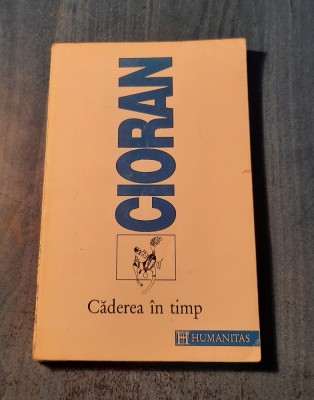 CIORAN
Căderea în timp
HUMANITAS